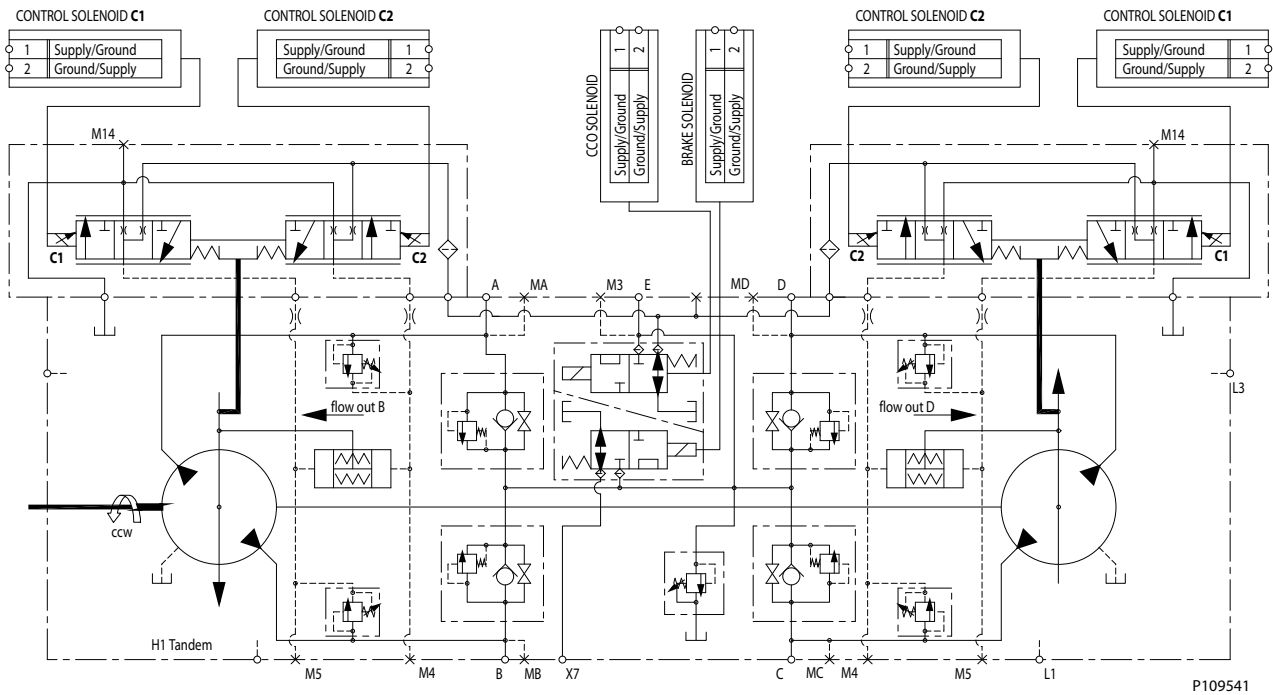 CONTROL SOLENOID C1
1 Supply/Ground
2 Ground/Supply
CONTROL SOLENOID C2
Supply/Ground 1
Ground/Supply 2
CCO SOLENOID
Supply/Ground 1
Ground/Supply 2
BRAKE SOLENOID
Supply/Ground 1
Ground/Supply 2
CONTROL SOLENOID C2
1 Supply/Ground
2 Ground/Supply
CONTROL SOLENOID C1
Supply/Ground 1
Ground/Supply 2
M14
M14
C1
C2
C2
C1
A
MA
M3
E
MD
D
L3
flow out B
flow out D
ccw
H1 Tandem
M5
M4
B
MB
X7
C
MC
M4
M5
L1
P109541